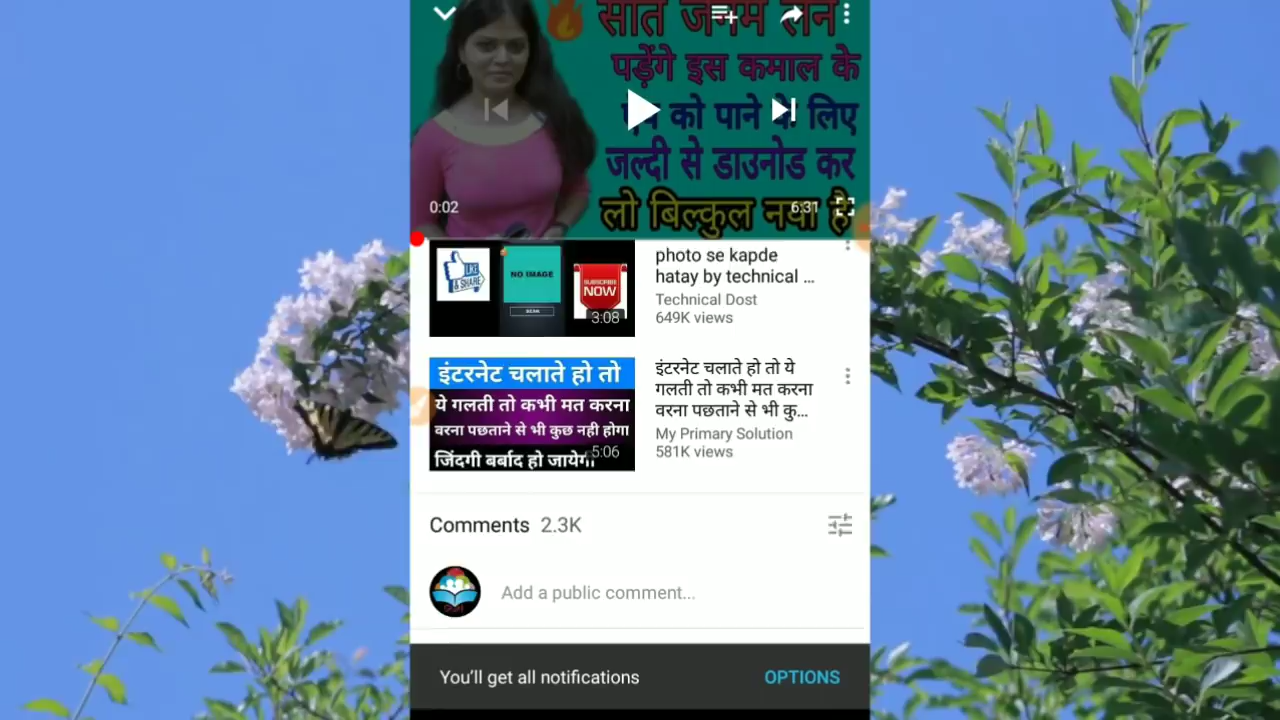 सात जनम लेने
पड़ेंगे इस कमाल के
को पाने के लिए
जल्दी से डाउनोड कर
लो बिल्कुल नया है
0:02
6:31
LIKE
& SHARE
NO IMAGE
SUBSCRIBE
NOW
3:08
photo se kapde
hatay by technical ...
Technical Dost
649K views
इंटरनेट चलाते हो तो
ये गलती तो कभी मत करना
वरना पछताने से भी कुछ नही होगा
जिंदगी बर्बाद हो जायेगी
5:06
इंटरनेट चलाते हो तो ये
गलती तो कभी मत करना
वरना पछताने से भी कु...
My Primary Solution
581K views
Comments 2.3K
Add a public comment...
You'll get all notifications
OPTIONS